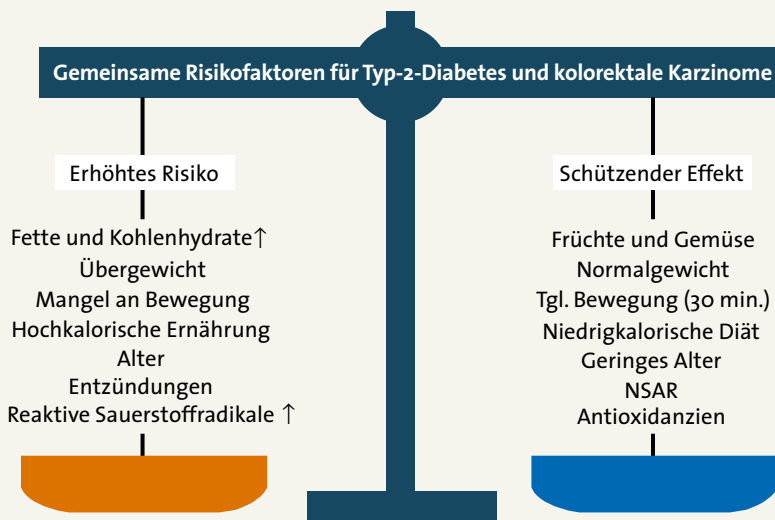 Gemeinsame Risikofaktoren für Typ-2-Diabetes und kolorektale Karzinome
Erhöhtes Risiko
Fette und Kohlenhydrate↑
Übergewicht
Mangel an Bewegung
Hochkalorische Ernährung
Alter
Entzündungen
Reaktive Sauerstoffradikale ↑
Schützender Effekt
Früchte und Gemüse
Normalgewicht
Tgl. Bewegung (30 min.)
Niedrigkalorische Diät
Geringes Alter
NSAR
Antioxidanzien